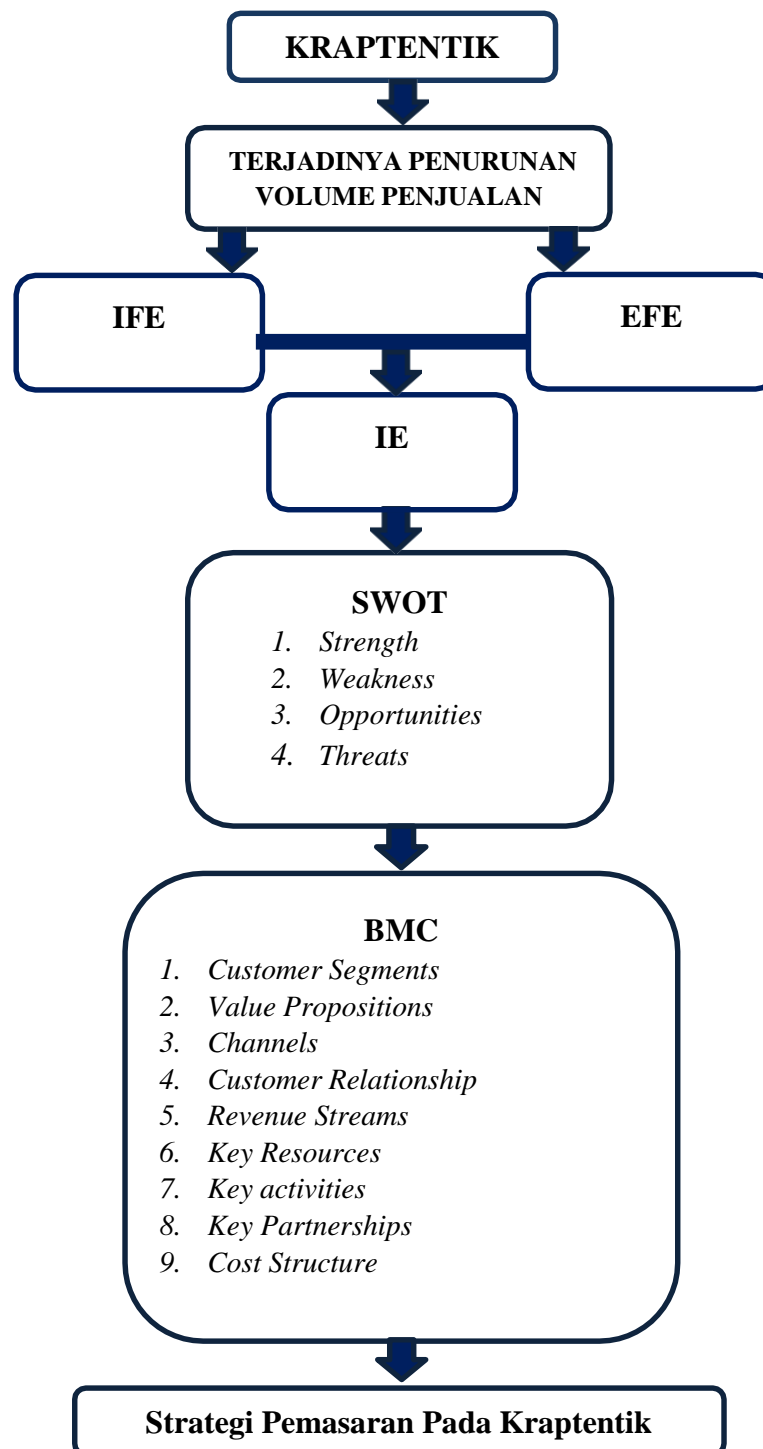 KRAPTENTIK
TERJADINYA PENURUNAN
VOLUME PENJUALAN
IFE
EFE
IE
SWOT
1. Strength
2. Weakness
3. Opportunities
4. Threats
BMC
1. Customer Segments
2. Value Propositions
3. Channels
4. Customer Relationship
5. Revenue Streams
6. Key Resources
7. Key activities
8. Key Partnerships
9. Cost Structure
Strategi Pemasaran Pada Kraptentik